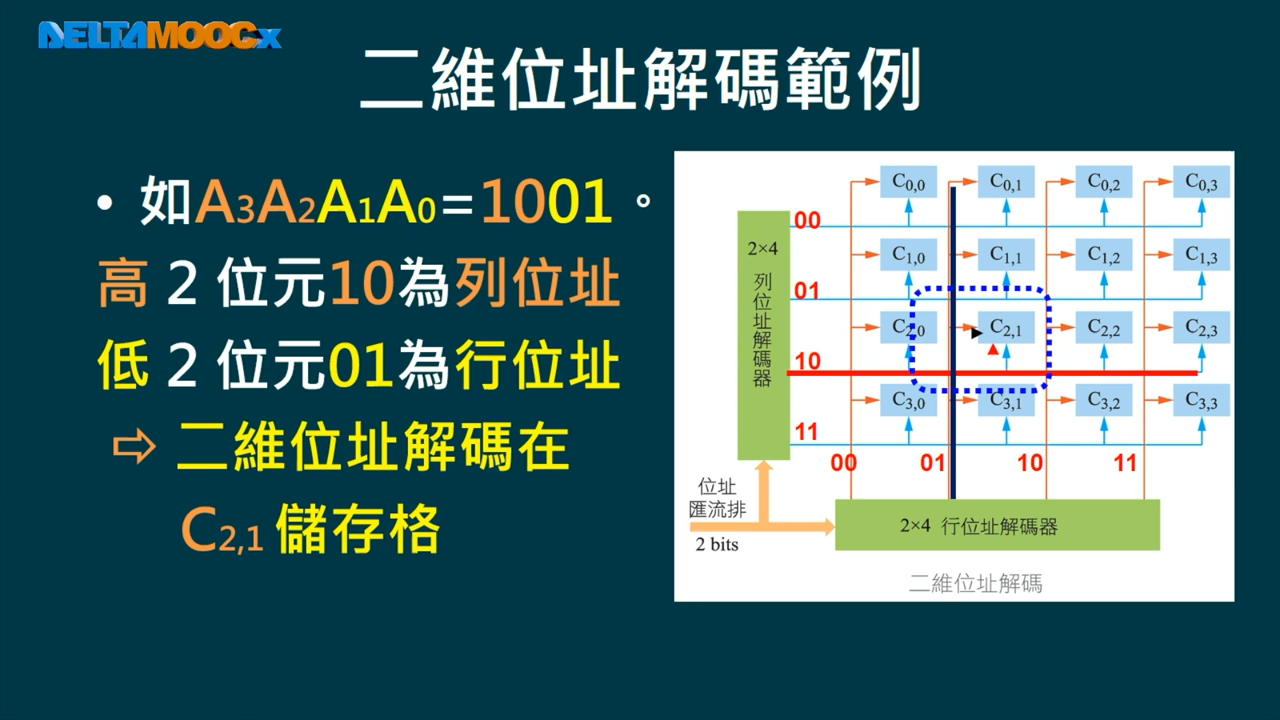 DELTAMOOCx
二維位址解碼範例
• 如A3A2A1A0=1001。
高 2 位元10為列位址
低 2 位元01為行位址
⇨ 二維位址解碼在
C2,1 儲存格
C0,0 C0,1 C0,2 C0,3
00
2×4
列位址解碼器
C1,0 C1,1 C1,2 C1,3
01
C2,0 C2,1 C2,2 C2,3
10
C3,0 C3,1 C3,2 C3,3
11
00 01 10 11
位址
匯流排
2 bits
2×4 行位址解碼器
二維位址解碼